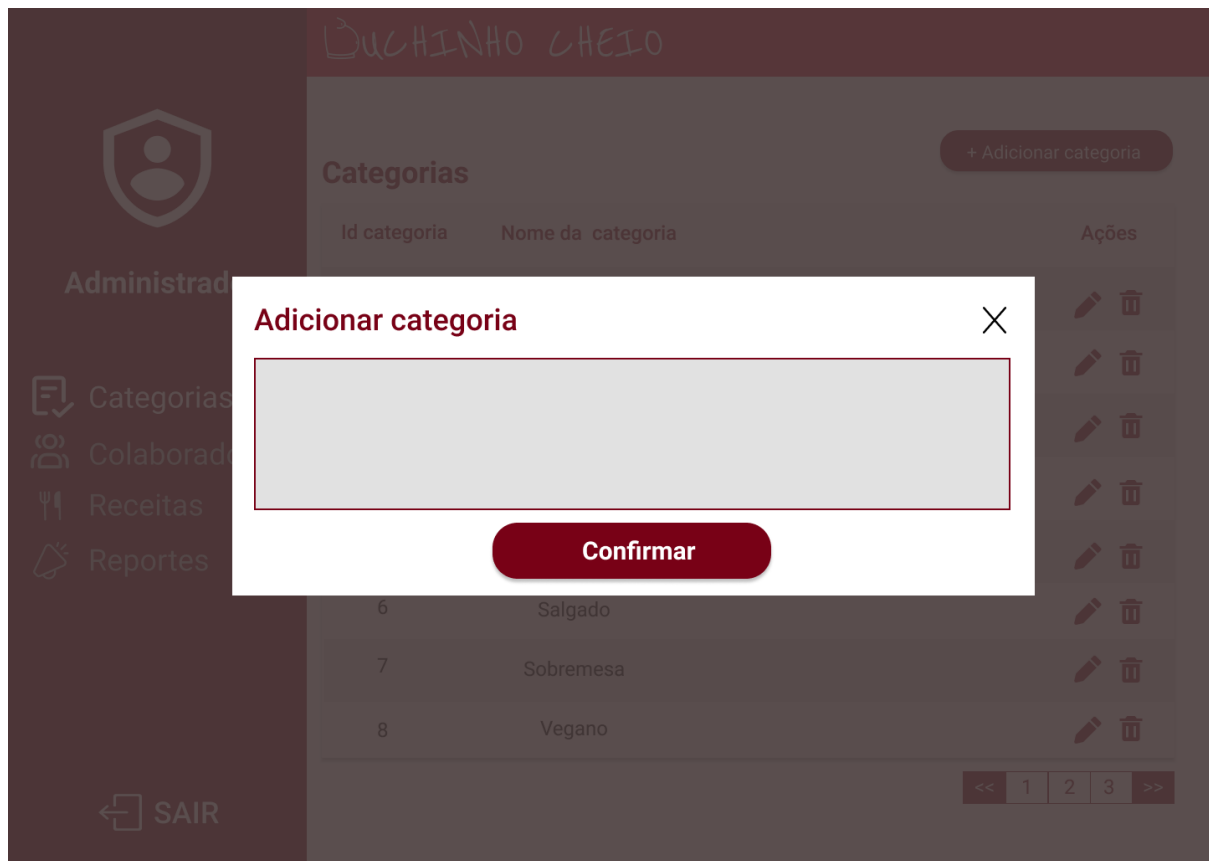 BUCHINHO CHEIO
+ Adicionar categoria
Categorias
Id categoria Nome da categoria Ações
Administrad
Adicionar categoria
Categorias
Colaborado
Receitas
Reportes
Confirmar
6 Salgado
7 Sobremesa
8 Vegano
<< 1 2 3 >>
SAIR